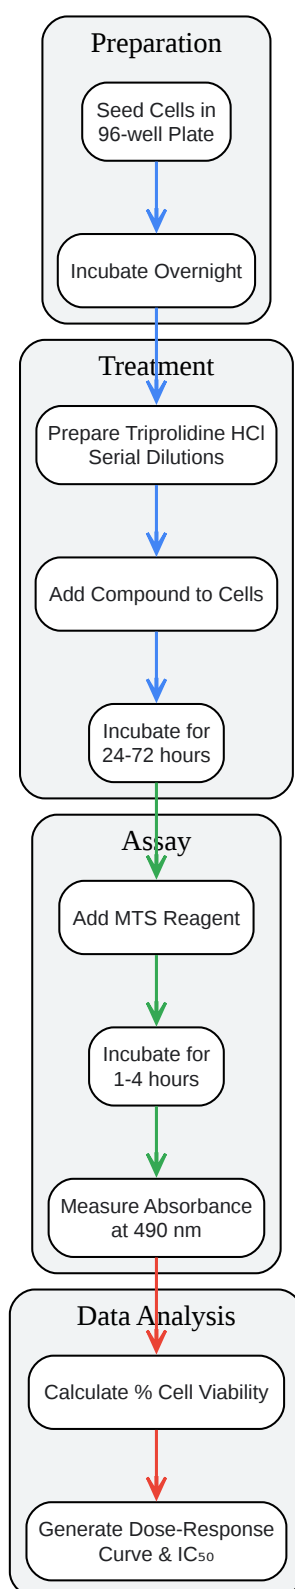 Preparation
Seed Cells in
96-well Plate
Incubate Overnight
Treatment
Prepare Triprolidine HCl
Serial Dilutions
Add Compound to Cells
Incubate for
24-72 hours
Assay
Add MTS Reagent
Incubate for
1-4 hours
Measure Absorbance
at 490 nm
Data Analysis
Calculate % Cell Viability
Generate Dose-Response
Curve & IC₅₀